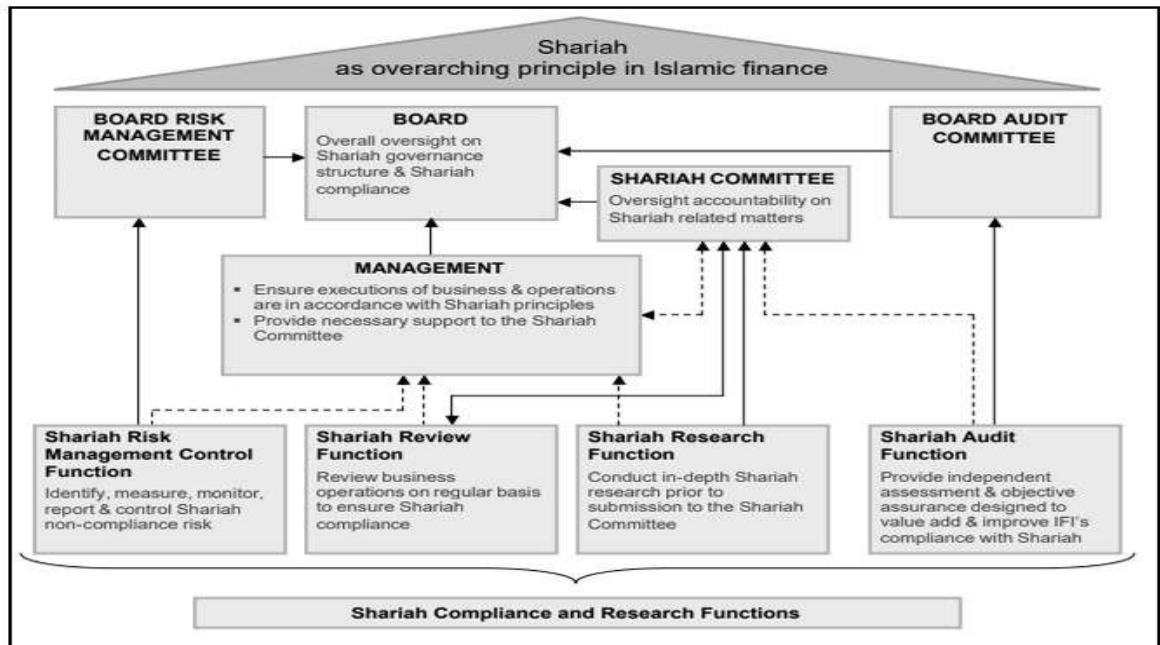 Shariah
as overarching principle in Islamic finance
BOARD RISK
MANAGEMENT
COMMITTEE
BOARD
Overall oversight on
Shariah governance
structure & Shariah
compliance
BOARD AUDIT
COMMITTEE
SHARIAH COMMITTEE
Oversight accountability on
Shariah related matters
MANAGEMENT
▪ Ensure executions of business & operations
are in accordance with Shariah principles
▪ Provide necessary support to the Shariah
Committee
Shariah Risk
Management Control
Function
Identify, measure, monitor,
report & control Shariah
non-compliance risk
Shariah Review
Function
Review business
operations on regular basis
to ensure Shariah
compliance
Shariah Research
Function
Conduct in-depth Shariah
research prior to
submission to the Shariah
Committee
Shariah Audit
Function
Provide independent
assessment & objective
assurance designed to
value add & improve IFI's
compliance with Shariah
Shariah Compliance and Research Functions